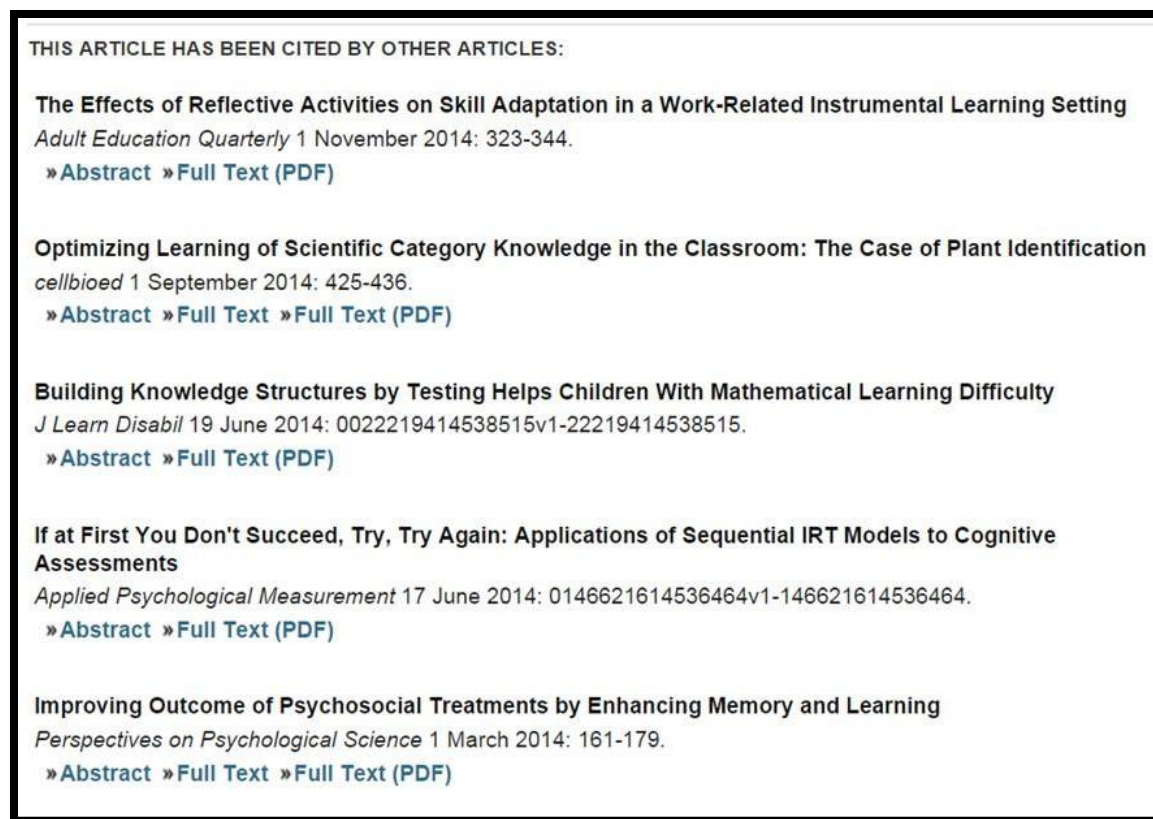 THIS ARTICLE HAS BEEN CITED BY OTHER ARTICLES:
The Effects of Reflective Activities on Skill Adaptation in a Work-Related Instrumental Learning Setting
Adult Education Quarterly 1 November 2014: 323-344.
»Abstract »Full Text (PDF)
Optimizing Learning of Scientific Category Knowledge in the Classroom: The Case of Plant Identification
cellbioed 1 September 2014: 425-436.
»Abstract »Full Text »Full Text (PDF)
Building Knowledge Structures by Testing Helps Children With Mathematical Learning Difficulty
J Learn Disabil 19 June 2014: 0022219414538515v1-22219414538515.
»Abstract »Full Text (PDF)
If at First You Don't Succeed, Try, Try Again: Applications of Sequential IRT Models to Cognitive
Assessments
Applied Psychological Measurement 17 June 2014: 0146621614536464v1-146621614536464.
»Abstract »Full Text (PDF)
Improving Outcome of Psychosocial Treatments by Enhancing Memory and Learning
Perspectives on Psychological Science 1 March 2014: 161-179.
»Abstract »Full Text »Full Text (PDF)